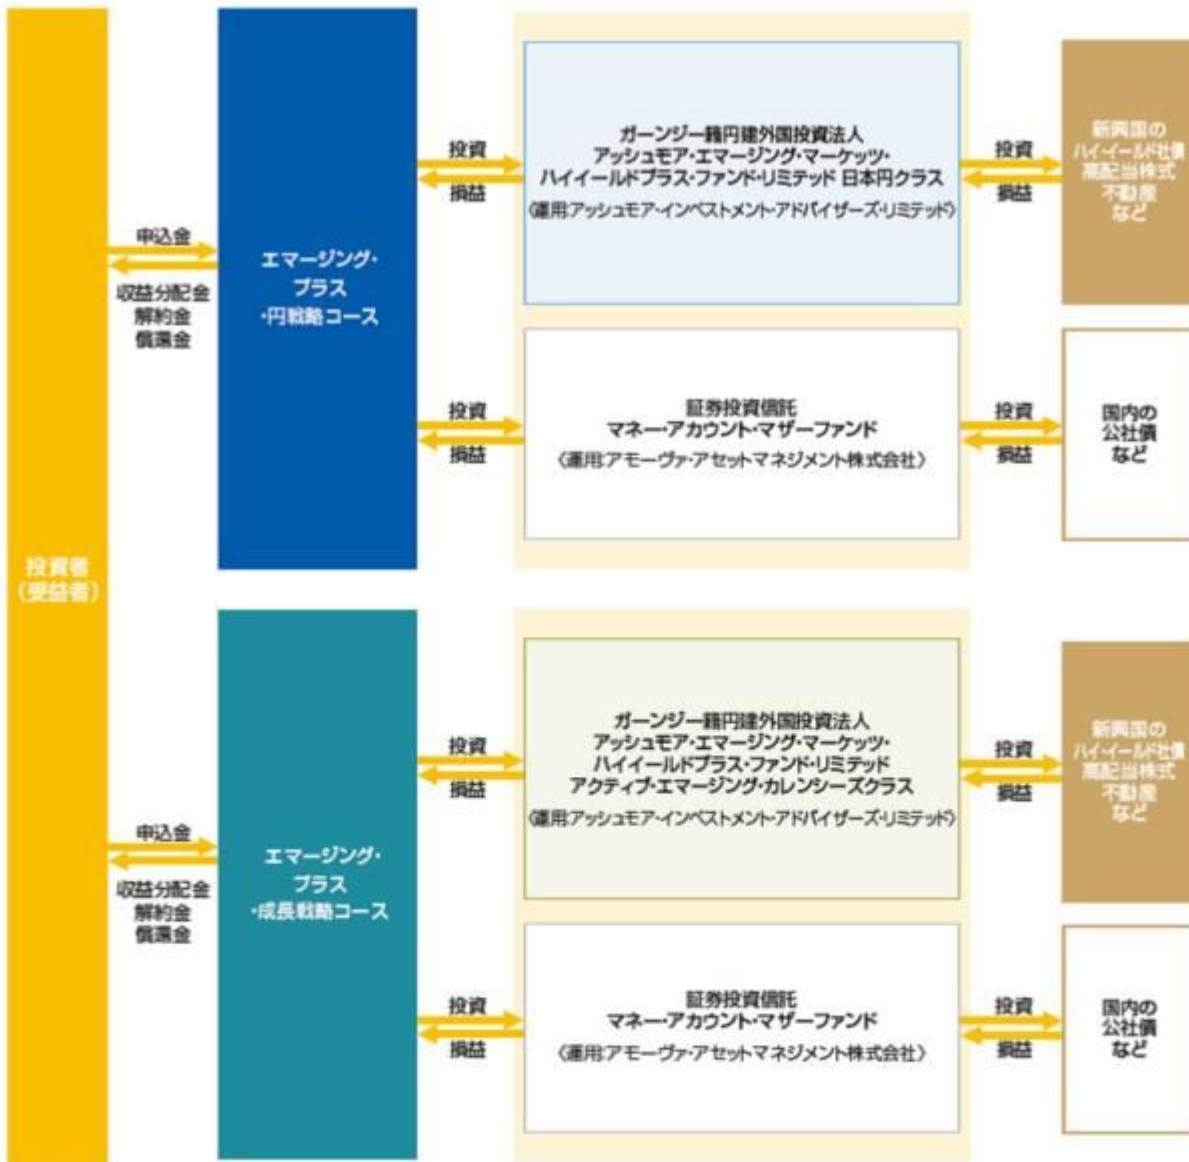 投資者
(受益者)
申込金
収益分配金
解約金
償還金
エマージング・
プラス
・円戦略コース
投資
損益
ガーンジー籍円建外国投資法人
アッシュモア・エマージング・マーケッツ・
ハイイールドプラス・ファンド・リミテッド 日本円クラス
〈運用:アッシュモア・インベストメント・アドバイザーズ・リミテッド〉
投資
損益
新興国の
ハイ・イールド社債
高配当株式
不動産
など
投資
損益
証券投資信託
マネー・アカウント・マザーファンド
〈運用:アモーヴァ・アセットマネジメント株式会社〉
投資
損益
国内の
公社債
など
申込金
収益分配金
解約金
償還金
エマージング・
プラス
・成長戦略コース
投資
損益
ガーンジー籍円建外国投資法人
アッシュモア・エマージング・マーケッツ・
ハイイールドプラス・ファンド・リミテッド
アクティブ・エマージング・カレンシーズクラス
〈運用:アッシュモア・インベストメント・アドバイザーズ・リミテッド〉
投資
損益
新興国の
ハイ・イールド社債
高配当株式
不動産
など
投資
損益
証券投資信託
マネー・アカウント・マザーファンド
〈運用:アモーヴァ・アセットマネジメント株式会社〉
投資
損益
国内の
公社債
など